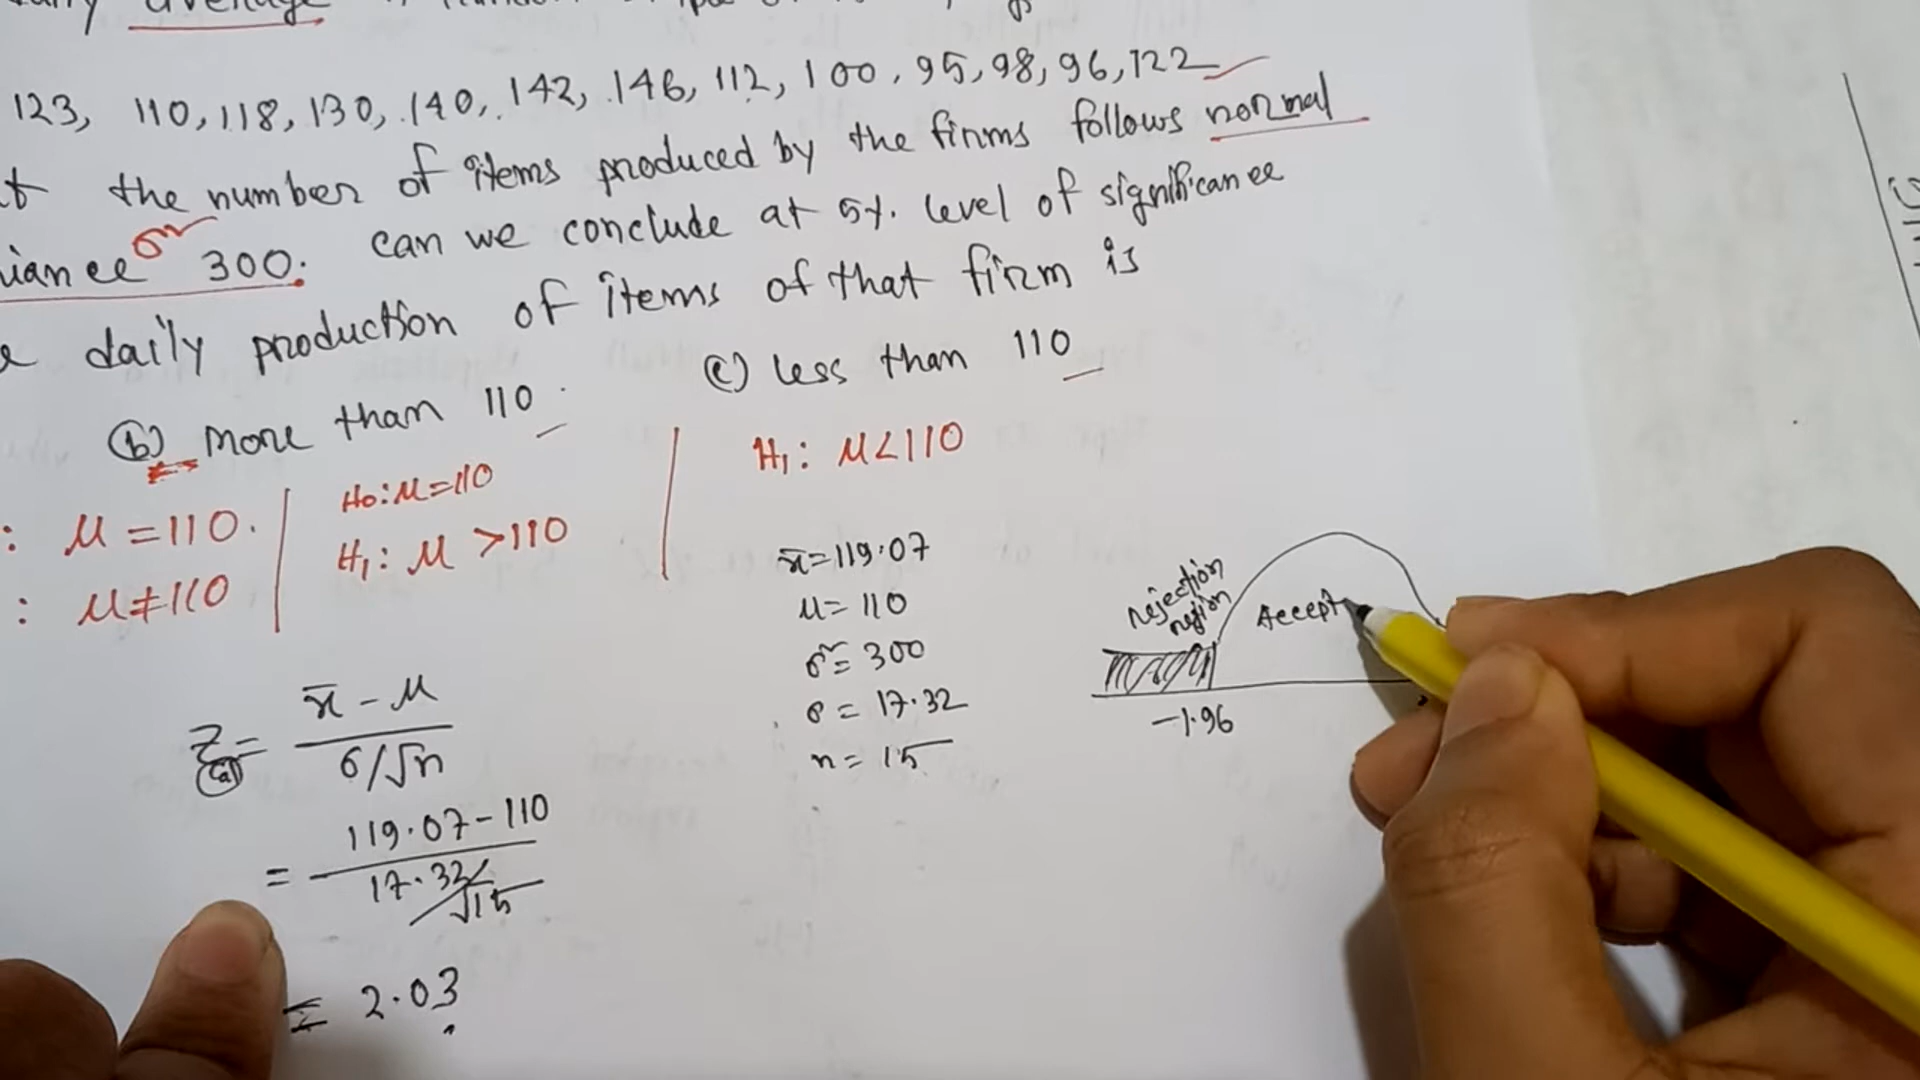 average
123, 110, 118, 130, 140, 142, 146, 112, 100, 95, 98, 96, 122
the number of items produced by the firms follows normal
σ²
300. can we conclude at 5%. level of significance
daily production of items of that firm is
(b) more than 110. (c) less than 110
: μ = 110.
: μ ≠ 110
H₀: μ = 110
H₁: μ > 110
H₁: μ < 110
Z(a) = x̄ - μ / σ/√n
= 119.07 - 110 / 17.32/√15
= 2.03
x̄ = 119.07
μ = 110
σ² = 300
σ = 17.32
n = 15
rejection
region
Accept
-1.96